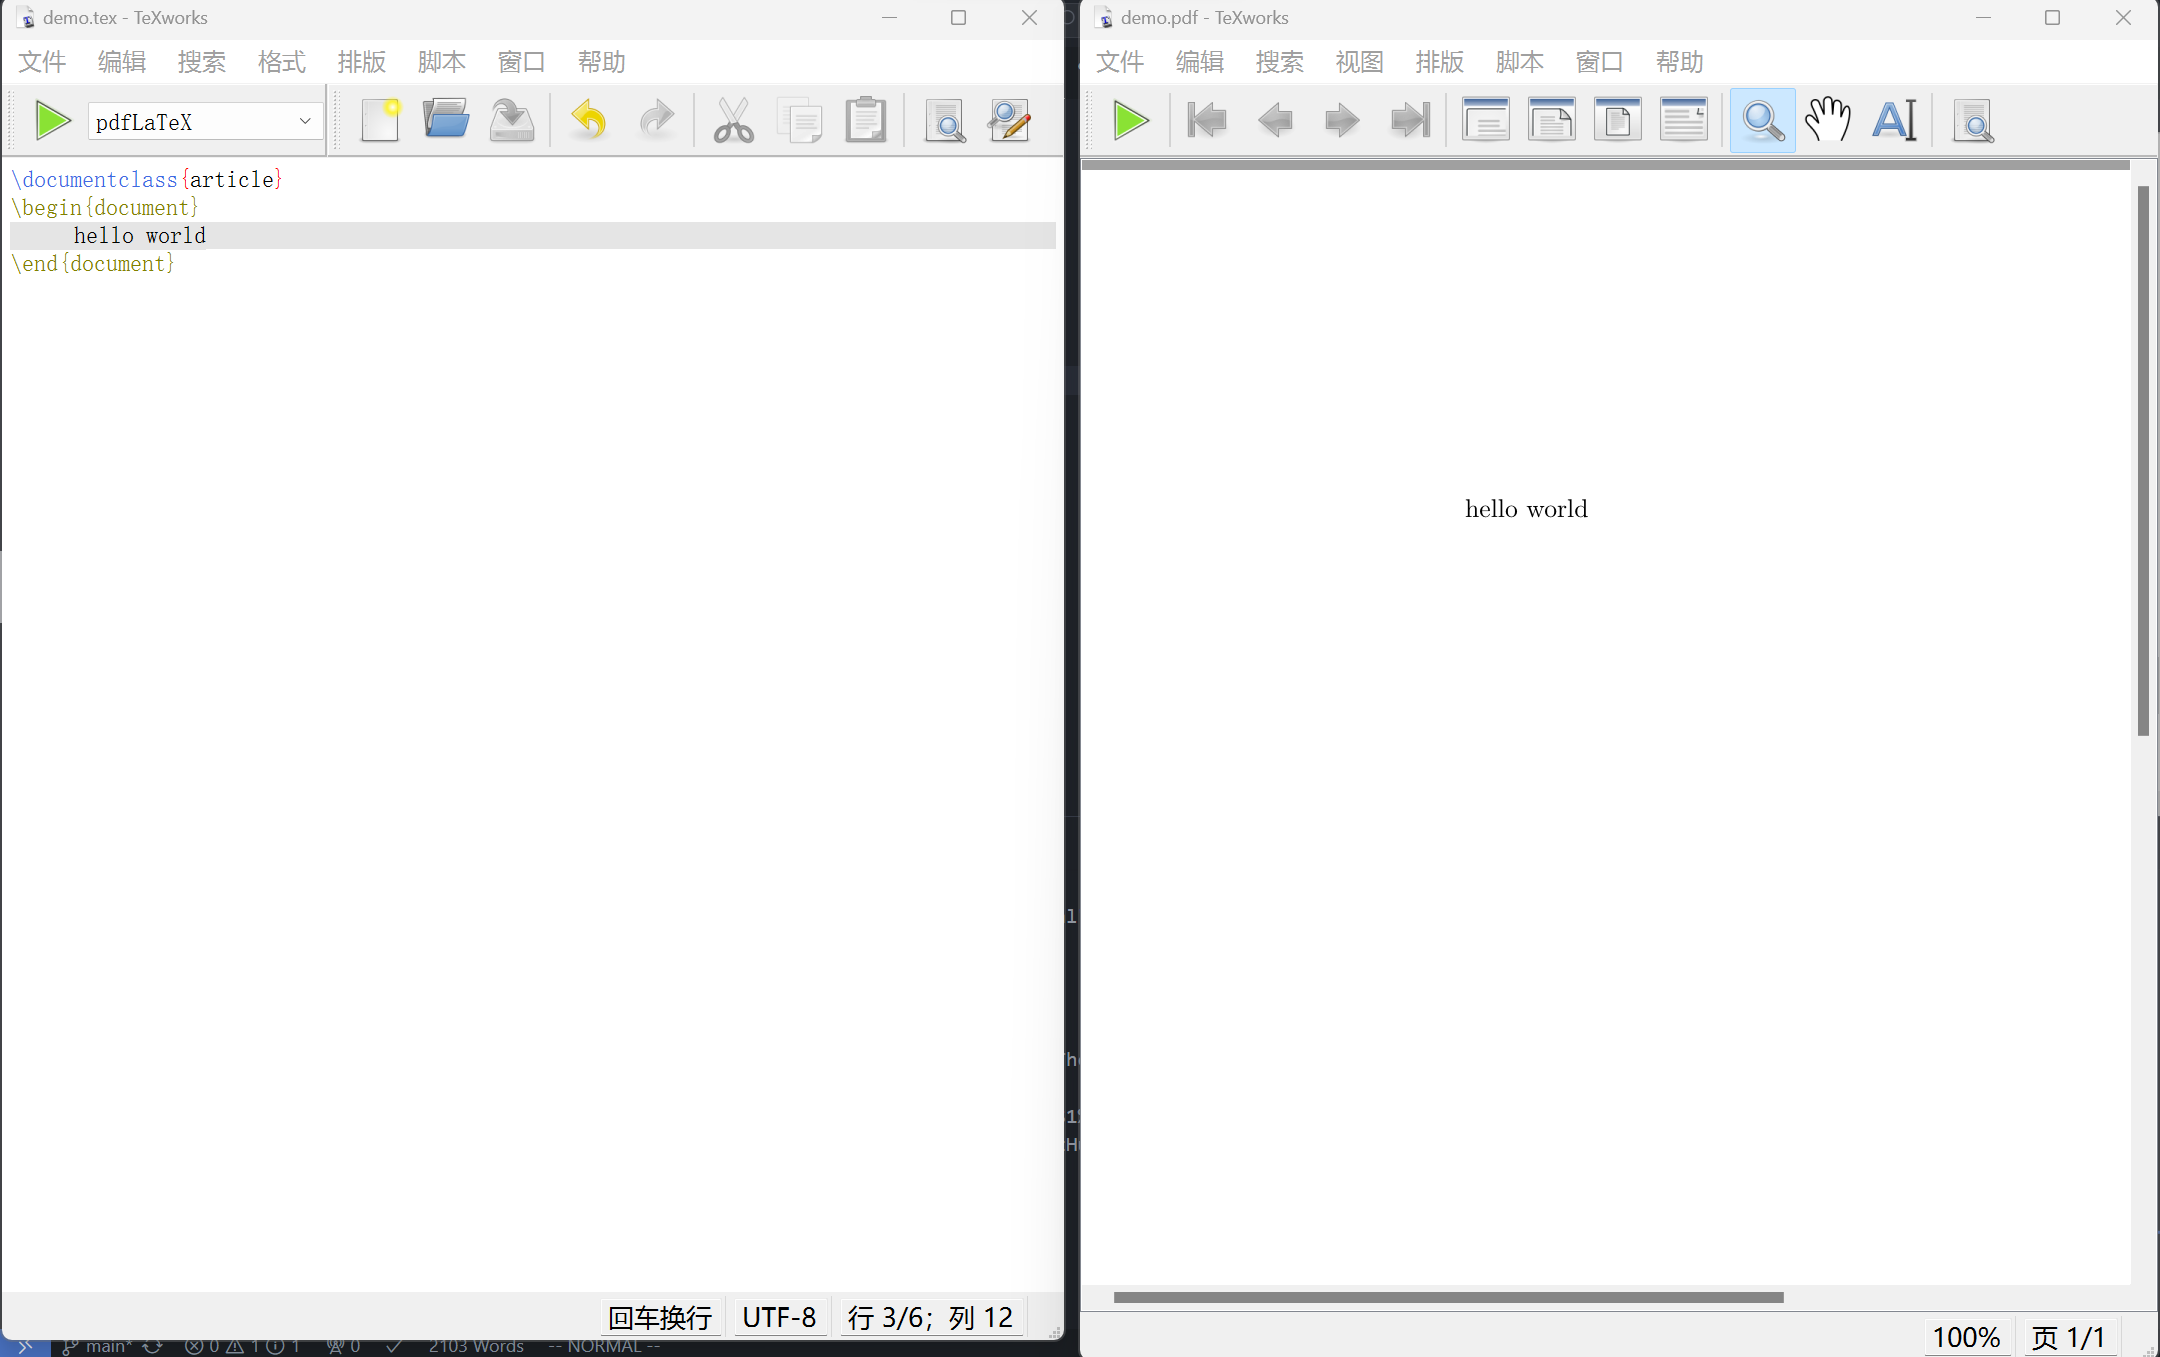 demo.tex - TeXworks
文件 编辑 搜索 格式 排版 脚本 窗口 帮助
pdfLaTeX
\documentclass{article}
\begin{document}
hello world
\end{document}
回车换行 UTF-8 行 3/6; 列 12
main* 0 1 1 0 2103 Words -- NORMAL --
demo.pdf - TeXworks
文件 编辑 搜索 视图 排版 脚本 窗口 帮助
hello world
100% 页 1/1